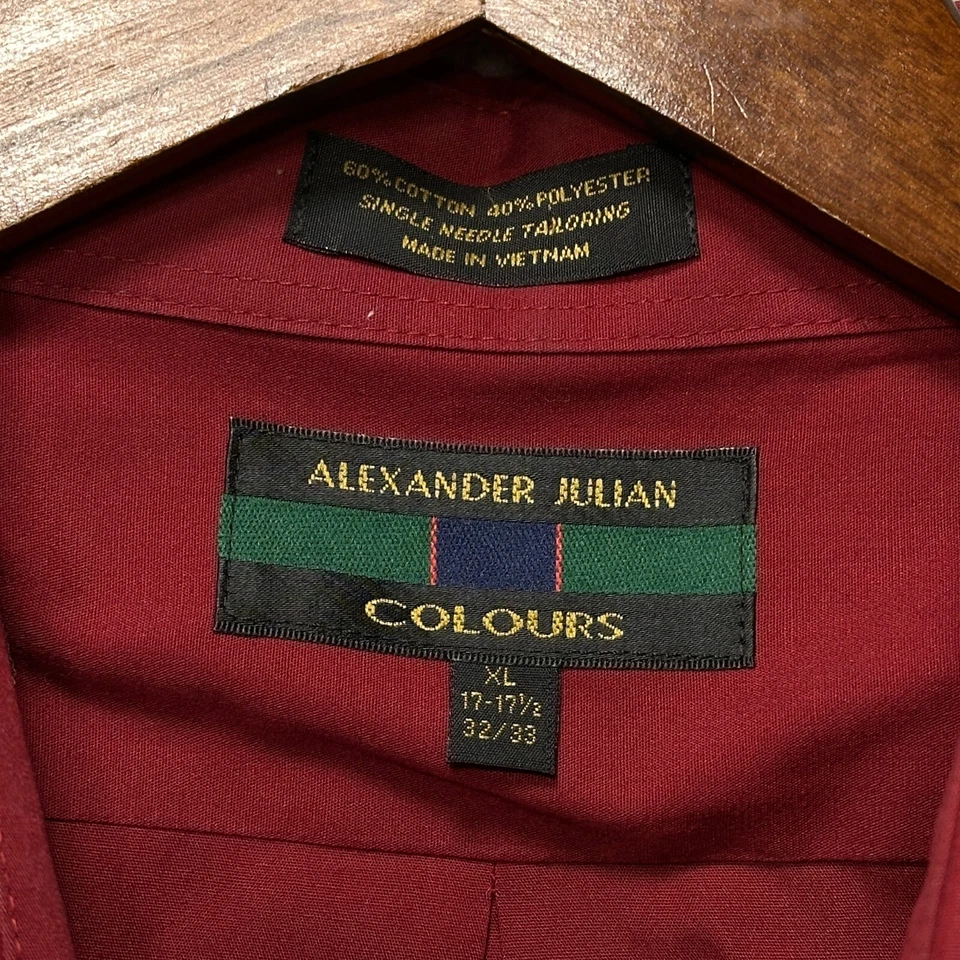 60% COTTON 40% POLYESTER
SINGLE NEEDLE TAILORING
MADE IN VIETNAM
ALEXANDER JULIAN
COLOURS
XL
17-17½
32/33